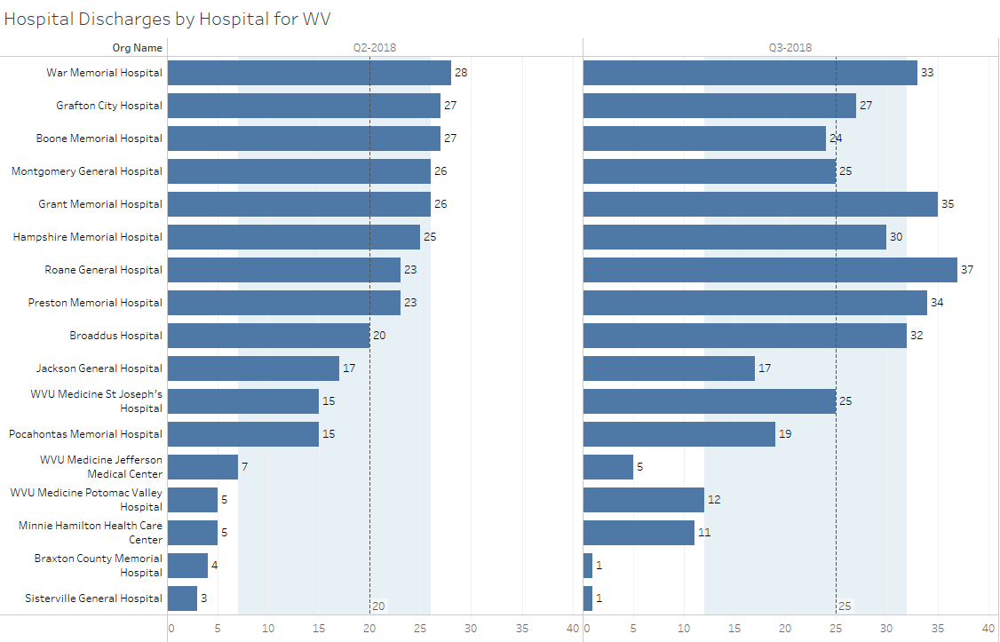 Hospital Discharges by Hospital for WV
Org Name Q2-2018 Q3-2018
War Memorial Hospital 28 33
Grafton City Hospital 27 27
Boone Memorial Hospital 27 24
Montgomery General Hospital 26 25
Grant Memorial Hospital 26 35
Hampshire Memorial Hospital 25 30
Roane General Hospital 23 37
Preston Memorial Hospital 23 34
Broaddus Hospital 20 32
Jackson General Hospital 17 17
WVU Medicine St Joseph's
Hospital 15 25
Pocahontas Memorial Hospital 15 19
WVU Medicine Jefferson
Medical Center 7 5
WVU Medicine Potomac Valley
Hospital 5 12
Minnie Hamilton Health Care
Center 5 11
Braxton County Memorial
Hospital 4 1
Sisterville General Hospital 3 1
20 25
0 5 10 15 20 25 30 35 40 0 5 10 15 20 25 30 35 40